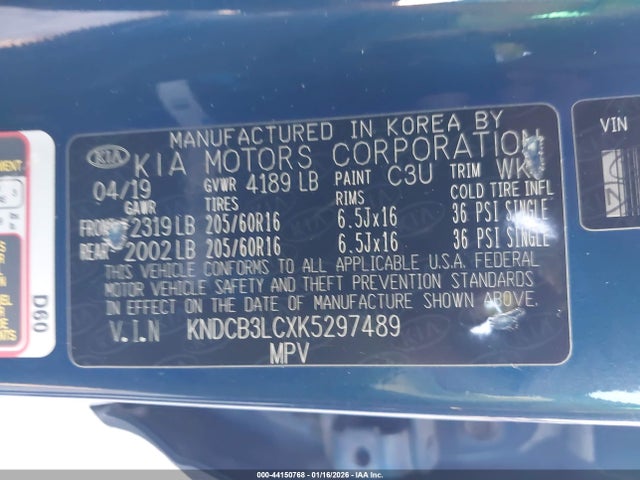 MANUFACTURED IN KOREA BY
KIA KIA MOTORS CORPORATION
04/19 GVWR 4189 LB PAINT C3U TRIM WK
GAWR TIRES RIMS COLD TIRE INFL
FRONT 2319 LB 205/60R16 6.5Jx16 36 PSI SINGLE
REAR 2002 LB 205/60R16 6.5Jx16 36 PSI SINGLE
THIS VEHICLE CONFORMS TO ALL APPLICABLE U.S.A. FEDERAL
MOTOR VEHICLE SAFETY AND THEFT PREVENTION STANDARDS
IN EFFECT ON THE DATE OF MANUFACTURE SHOWN ABOVE.
V.I.N KNDCB3LCXK5297489
MPV
D60
VIN
000-44150768 - 01/16/2026 - IAAI.COM